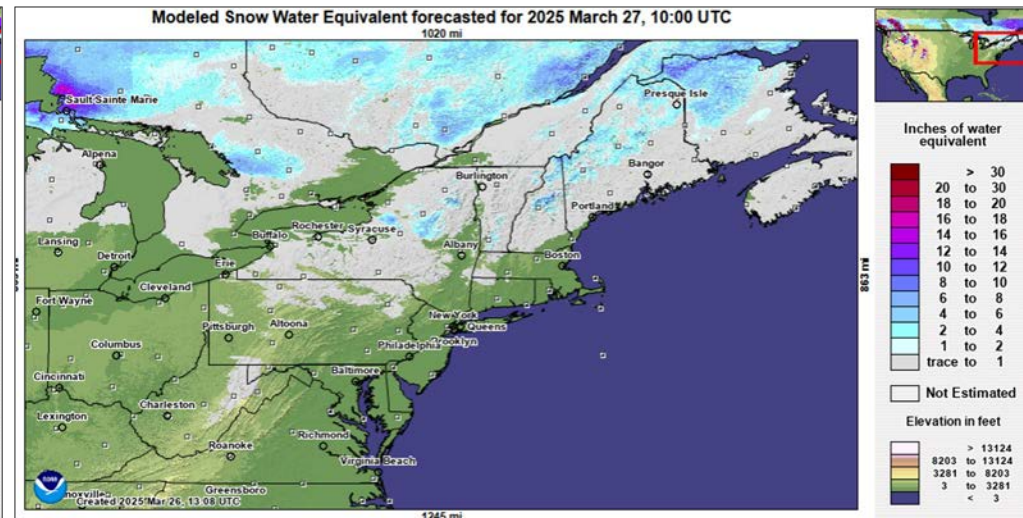 Modeled Snow Water Equivalent forecasted for 2025 March 27, 10:00 UTC
1020 mi
Sault Sainte Marie
Presque Isle
Alpena
Bangor
Burlington
Portland
Rochester Syracuse
Buffalo
Lansing
Albany
Detroit
Boston
Erie
Cleveland
Fort Wayne
New York
Queens
Pittsburgh
Altoona
Brooklyn
Columbus
Philadelphia
Baltimore
Cincinnati
Charleston
Lexington
Richmond
Roanoke
Virginia Beach
Greensboro
Created 2025 Mar 26, 13:08 UTC
1245 mi
863 mi
Inches of water
equivalent
> 30
20 to 30
18 to 20
16 to 18
14 to 16
12 to 14
10 to 12
8 to 10
6 to 8
4 to 6
2 to 4
1 to 2
trace to 1
Not Estimated
Elevation in feet
> 13124
8203 to 13124
3281 to 8203
3 to 3281
< 3